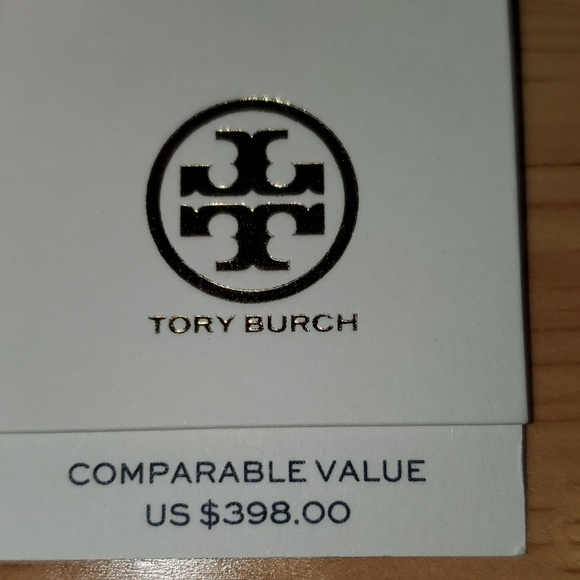 TORY BURCH
COMPARABLE VALUE
US $398.00